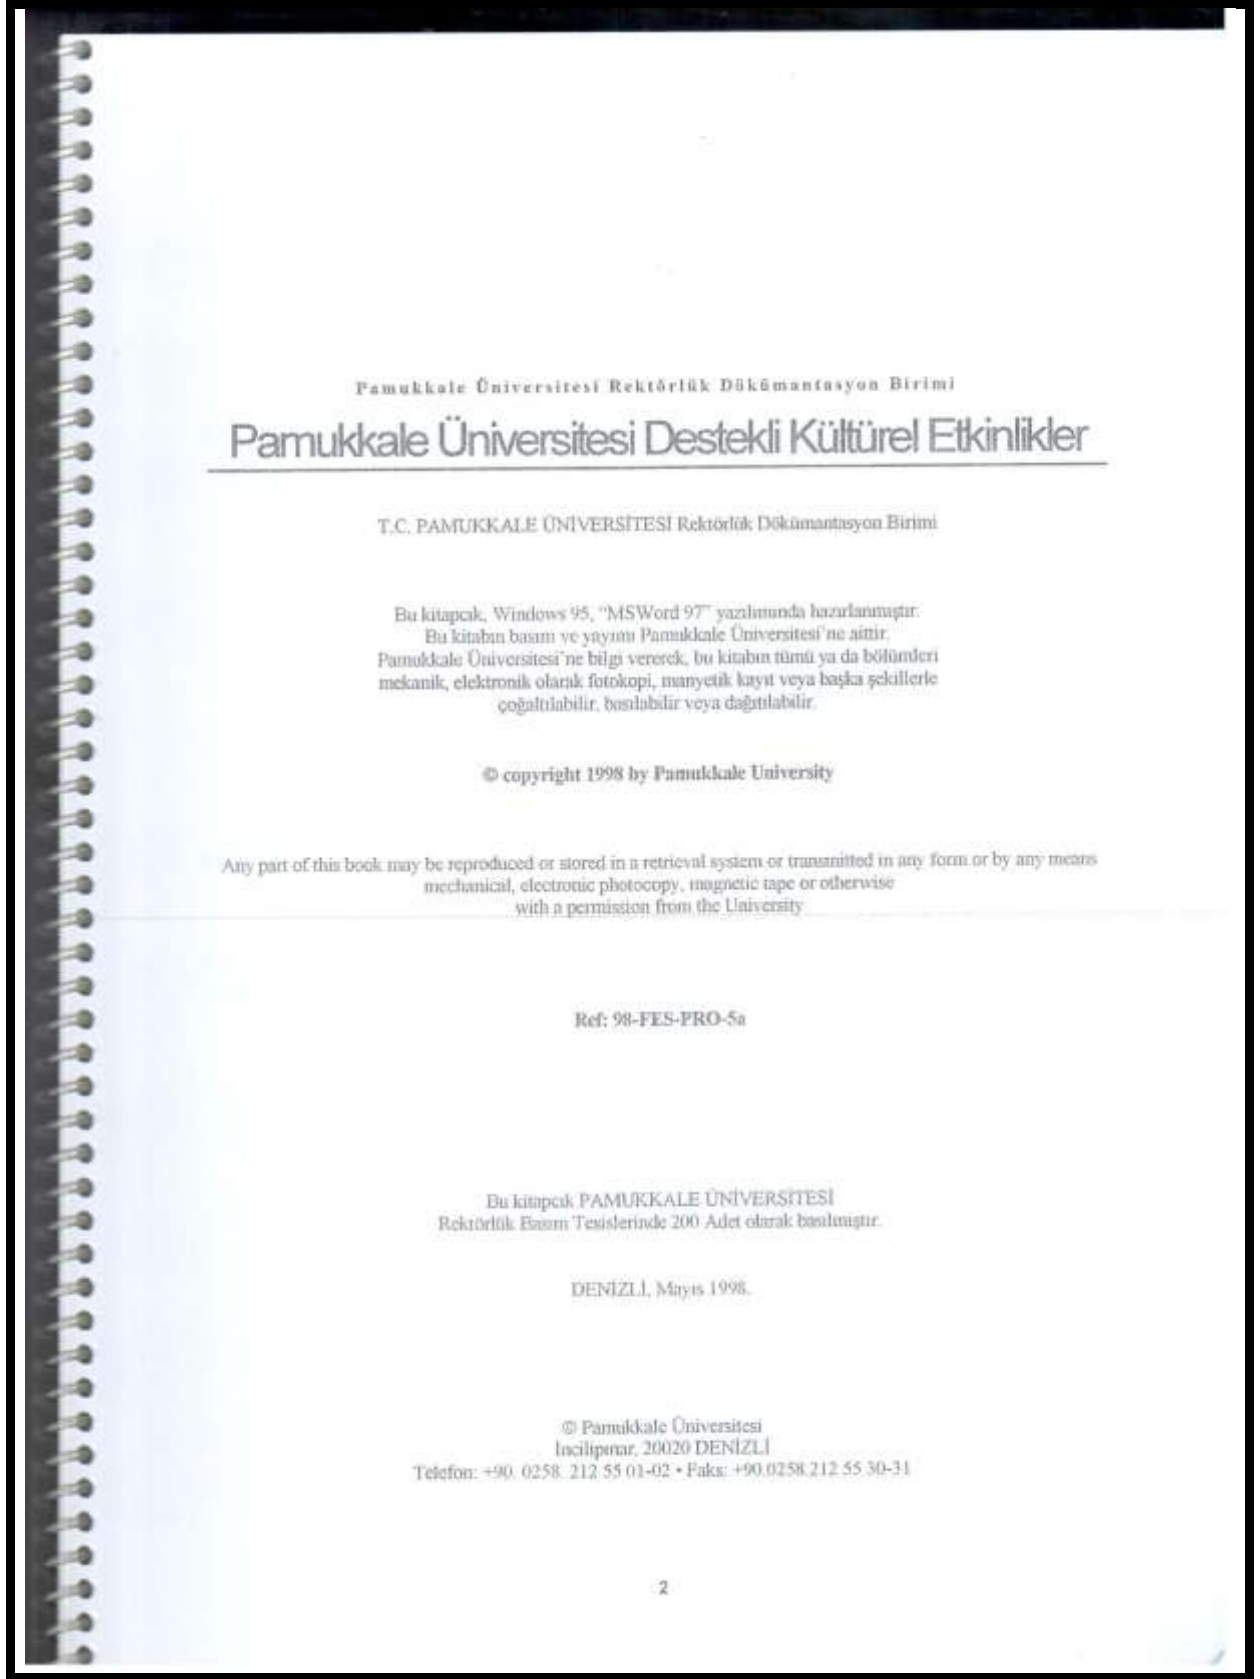 Pamukkale Üniversitesi Rektörlük Dökümantasyon Birimi
Pamukkale Üniversitesi Destekli Kültürel Etkinlikler
T.C. PAMUKKALE ÜNİVERSİTESİ Rektörlük Dökümantasyon Birimi
Bu kitapcık, Windows 95, “MSWord 97” yazılımında hazırlanmıştır.
Bu kitabın basım ve yayımı Pamukkale Üniversitesi’ne aittir.
Pamukkale Üniversitesi’ne bilgi vererek, bu kitabın tümü ya da bölümleri
mekanik, elektronik olarak fotokopi, manyetik kayıt veya başka şekillerle
çoğaltılabilir, basılabilir veya dağıtılabilir.
© copyright 1998 by Pamukkale University
Any part of this book may be reproduced or stored in a retrieval system or transmitted in any form or by any means
mechanical, electronic photocopy, magnetic tape or otherwise
with a permission from the University
Ref: 98-FES-PRO-5a
Bu kitapcık PAMUKKALE ÜNİVERSİTESİ
Rektörlük Basım Tesislerinde 200 Adet olarak basılmıştır.
DENİZLİ, Mayıs 1998.
© Pamukkale Üniversitesi
İncilipınar, 20020 DENİZLİ
Telefon: +90. 0258. 212 55 01-02 • Faks: +90.0258.212 55 30-31
2